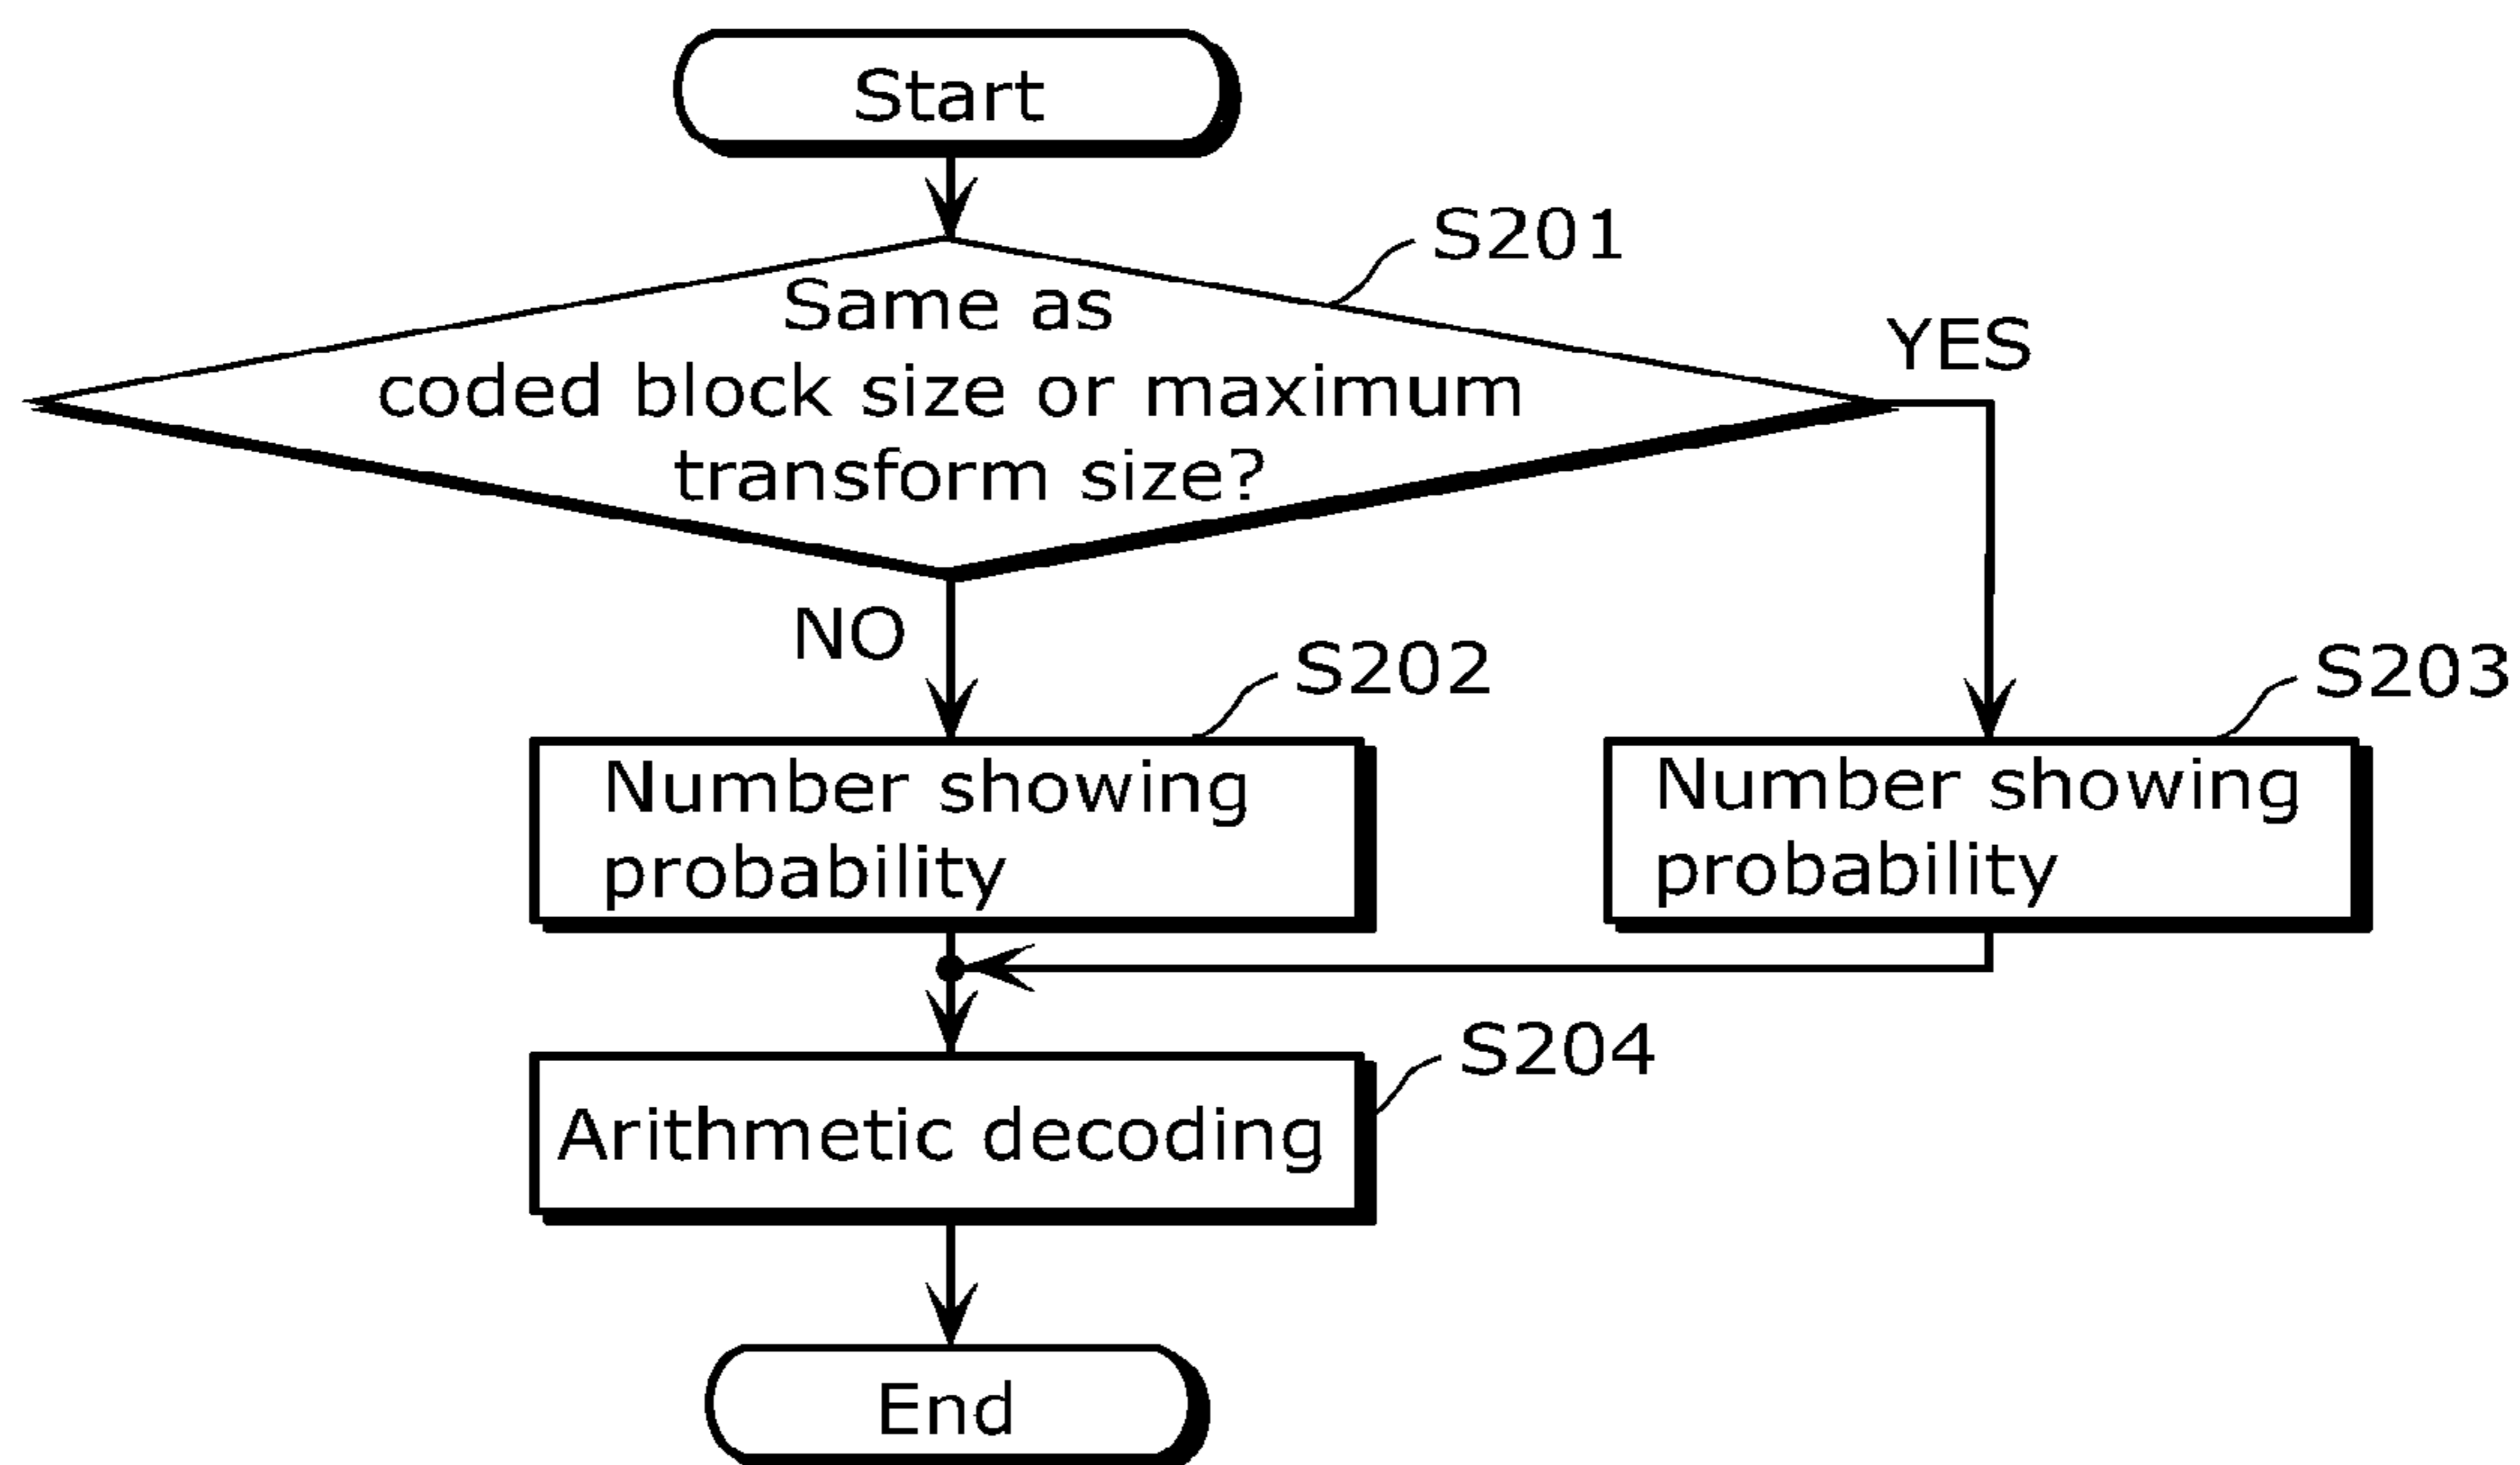 Start
S201
Same as
coded block size or maximum
transform size?
YES
NO
S202
S203
Number showing
probability
Number showing
probability
S204
Arithmetic decoding
End